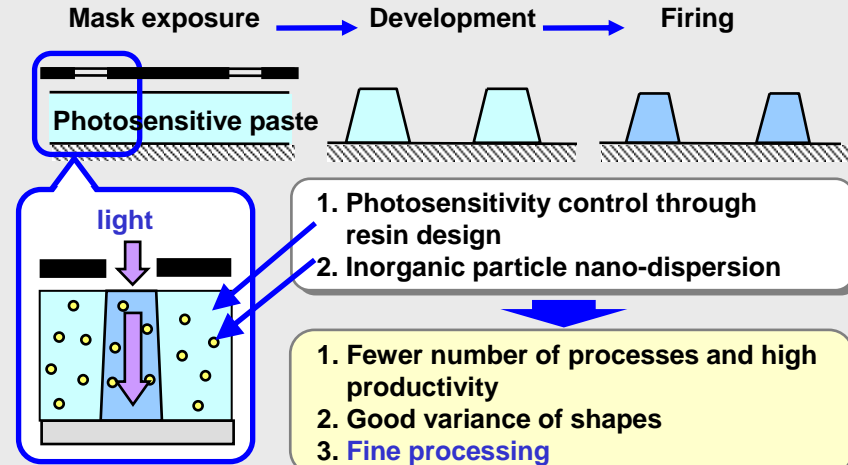 Mask exposure
Development
Firing
Photosensitive paste
light
1. Photosensitivity control through
resin design
2. Inorganic particle nano-dispersion
1. Fewer number of processes and high
productivity
2. Good variance of shapes
3. Fine processing